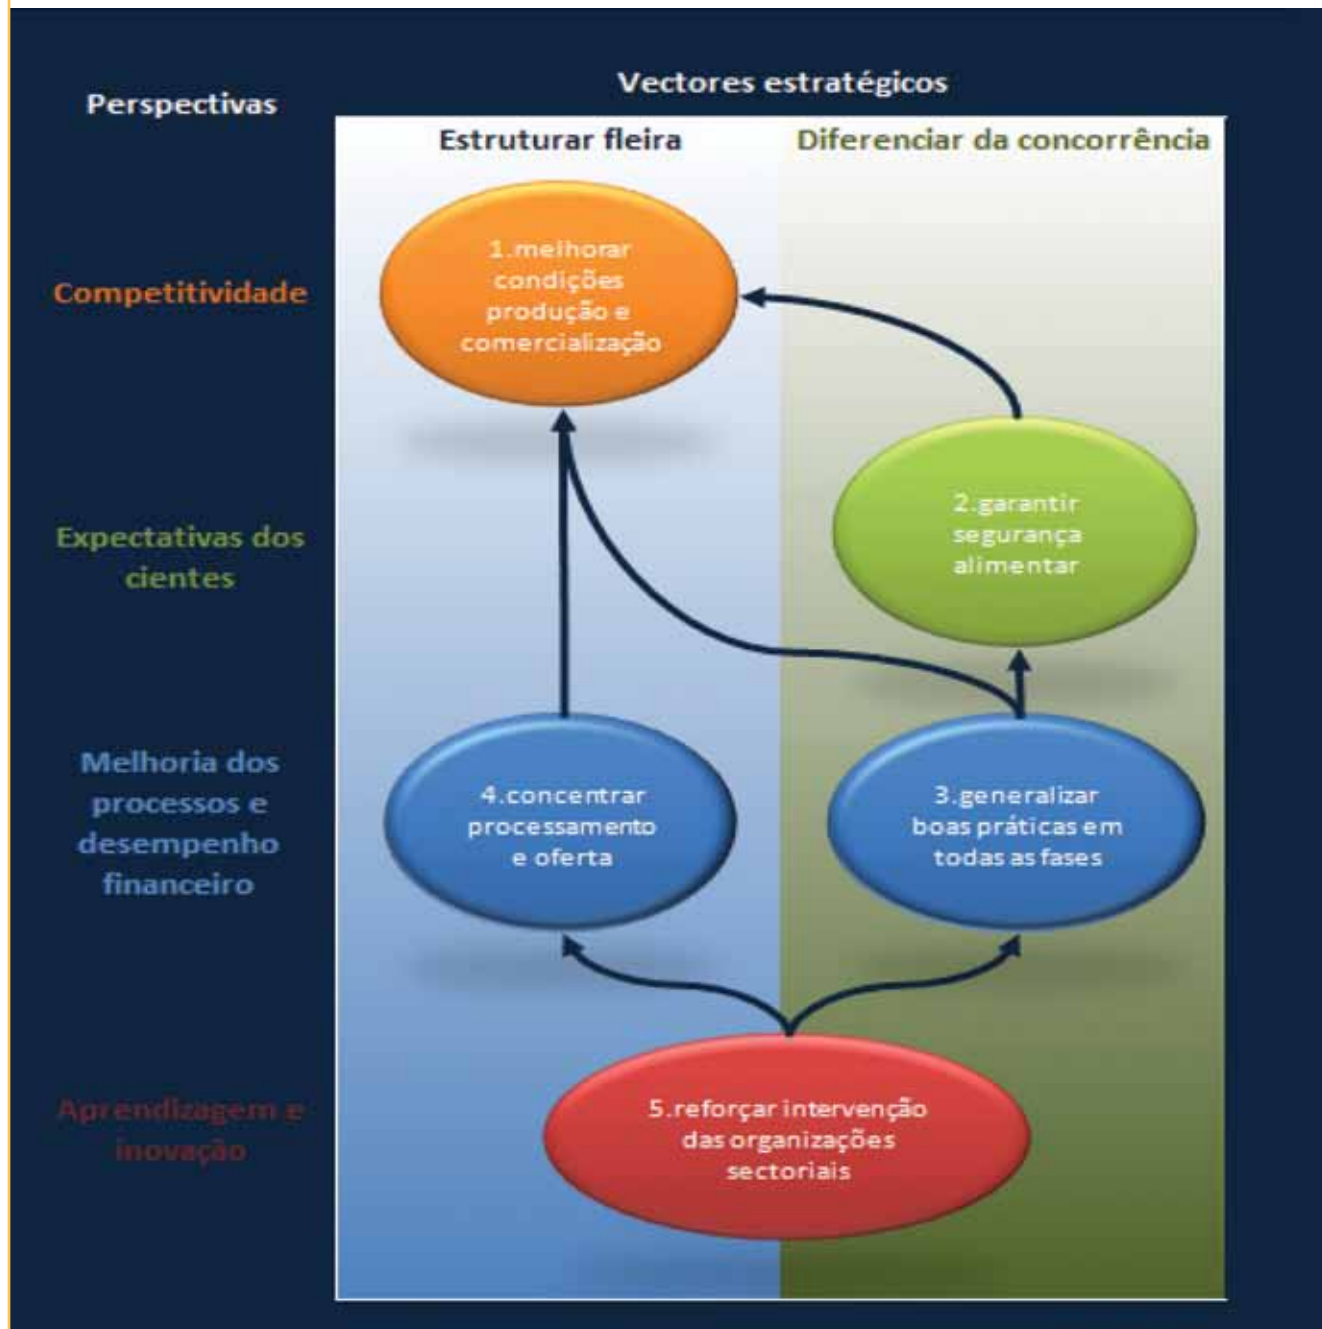 Perspectivas
Vectores estratégicos
Estruturar fleira
Diferenciar da concorrência
Competitividade
1.melhorar
condições
produção e
comercialização
Expectativas dos
cientes
2.garantir
segurança
alimentar
Melhoria dos
processos e
desempenho
financeiro
4.concentrar
processamento
e oferta
3.generalizar
boas práticas em
todas as fases
Aprendizagem e
inovação
5.reforçar intervenção
das organizações
sectoriais